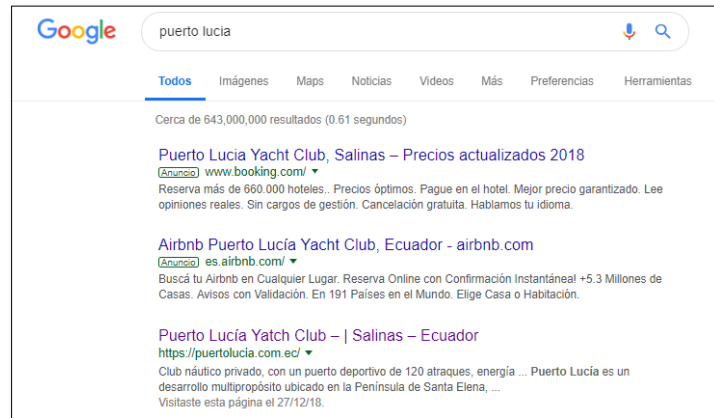 Google
puerto lucia
Todos Imágenes Maps Noticias Videos Más Preferencias Herramientas
Cerca de 643,000,000 resultados (0.61 segundos)
Puerto Lucia Yacht Club, Salinas – Precios actualizados 2018
Anuncio www.booking.com/
Reserva más de 660.000 hoteles.. Precios óptimos. Pague en el hotel. Mejor precio garantizado. Lee
opiniones reales. Sin cargos de gestión. Cancelación gratuita. Hablamos tu idioma.
Airbnb Puerto Lucía Yacht Club, Ecuador - airbnb.com
Anuncio es.airbnb.com/
Buscá tu Airbnb en Cualquier Lugar. Reserva Online con Confirmación Instantánea! +5.3 Millones de
Casas. Avisos con Validación. En 191 Países en el Mundo. Elige Casa o Habitación.
Puerto Lucía Yatch Club – | Salinas – Ecuador
https://puertolucia.com.ec/
Club náutico privado, con un puerto deportivo de 120 atraques, energía ... Puerto Lucía es un
desarrollo multipropósito ubicado en la Península de Santa Elena, ...
Visitaste esta página el 27/12/18.